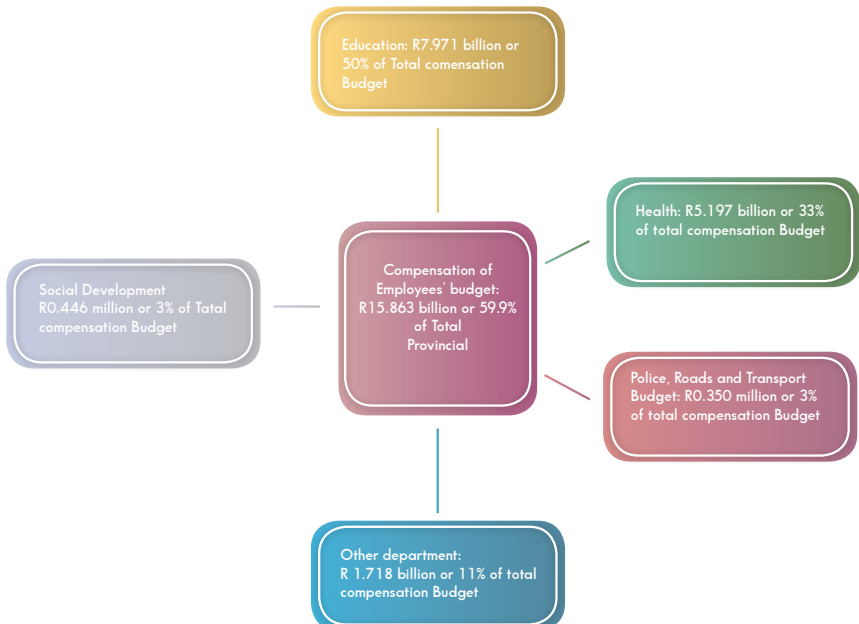 Education: R7.971 billion or
50% of Total comensation
Budget
Health: R5.197 billion or 33%
of total compensation Budget
Compensation of
Employees' budget:
R15.863 billion or 59.9%
of Total
Provincial
Social Development
R0.446 million or 3% of Tatal
compensation Budget
Police, Roads and Transport
Budget: R0.350 million or 3%
of total compensation Budget
Other department:
R 1.718 billion or 11% of total
compensation Budget